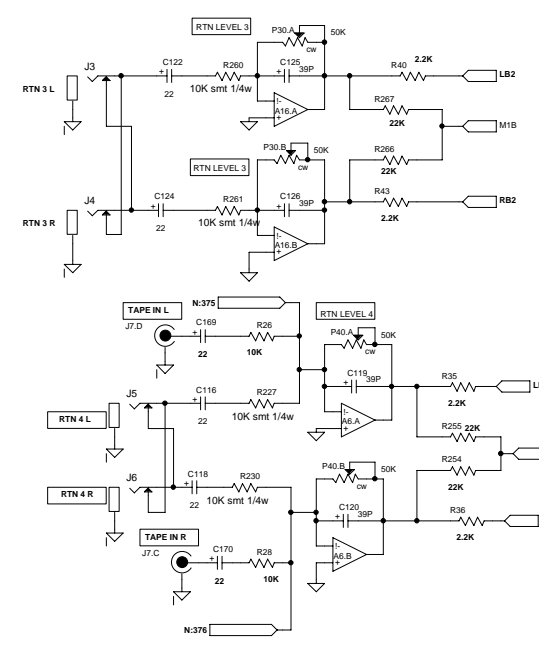 RTN LEVEL 3
P30.A
50K
CW
J3
C122
R260
C125
39P
2.2K
R40
LB2
RTN 3 L
22
10K smt 1/4w
!-
+
A16.A
R267
22K
M1B
P30.B
50K
CW
RTN LEVEL 3
R266
22K
J4
C124
R261
C126
39P
R43
RB2
RTN 3 R
22
10K smt 1/4w
!-
+
A16.B
2.2K
TAPE IN L
N:375
RTN LEVEL 4
J7.D
C169
R26
P40.A
50K
CW
22
10K
C119
39P
R35
J5
C116
R227
2.2K
RTN 4 L
22
10K smt 1/4w
!-
+
A6.A
R255
22K
R254
22K
J6
C118
R230
P40.B
50K
CW
RTN 4 R
22
10K smt 1/4w
C120
39P
R36
TAPE IN R
2.2K
J7.C
C170
R28
!-
+
A6.B
22
10K
N:376